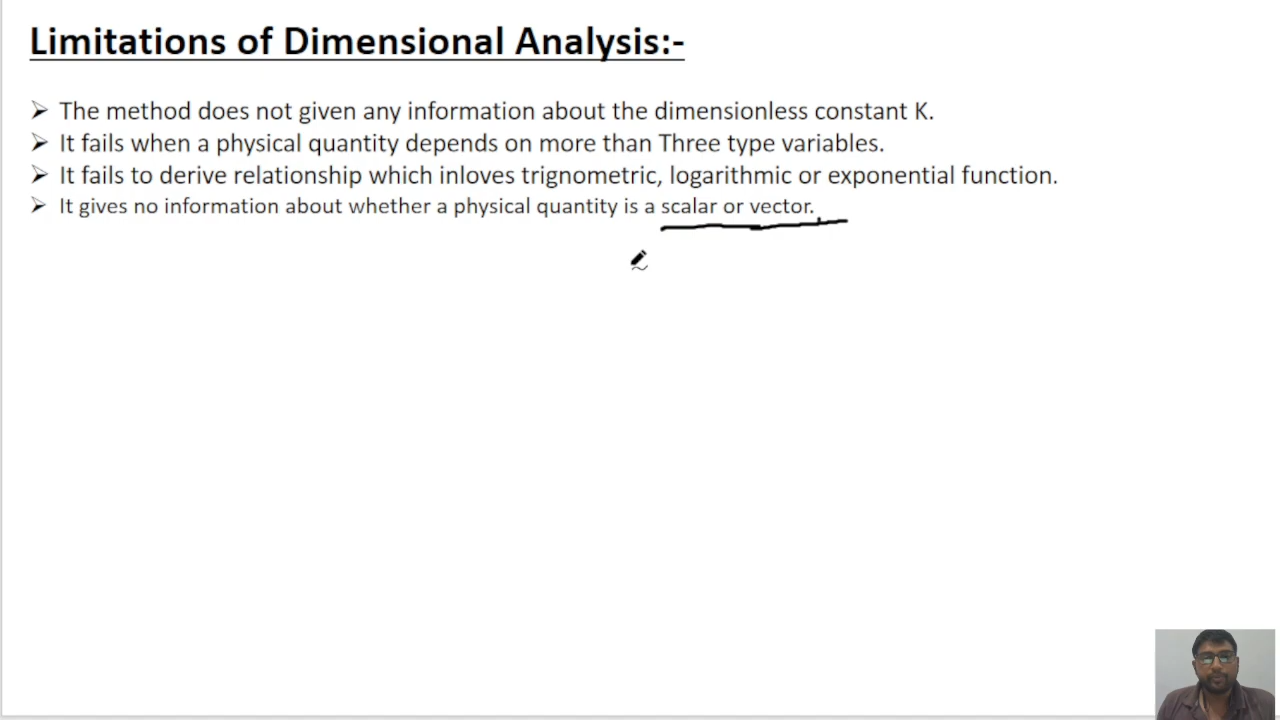 Limitations of Dimensional Analysis:-
➢ The method does not given any information about the dimensionless constant K.
➢ It fails when a physical quantity depends on more than Three type variables.
➢ It fails to derive relationship which inloves trignometric, logarithmic or exponential function.
➢ It gives no information about whether a physical quantity is a scalar or vector.